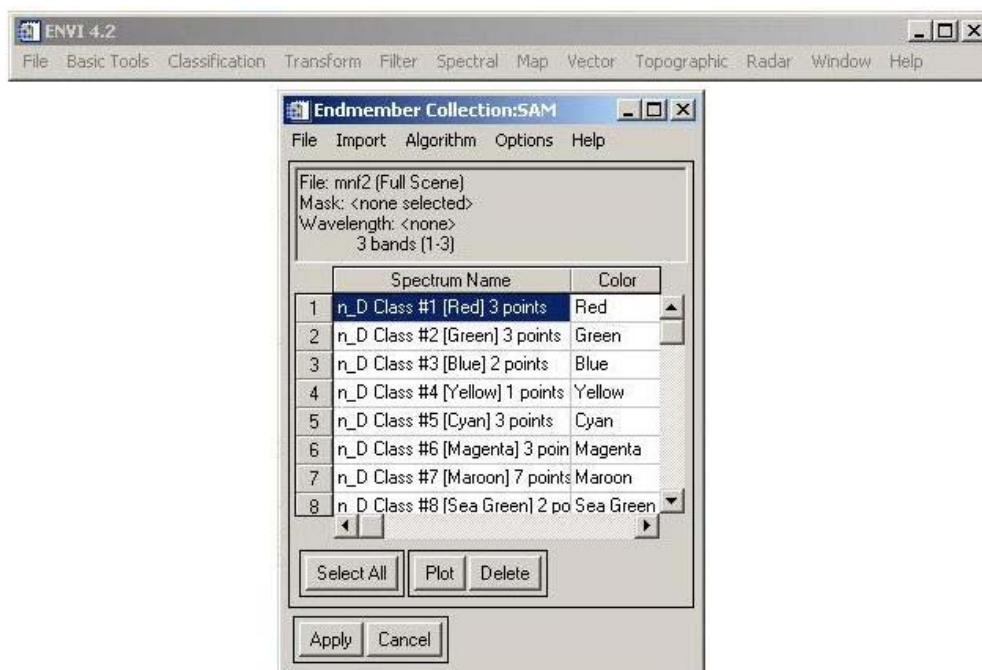 ENVI 4.2
File Basic Tools Classification Transform Filter Spectral Map Vector Topographic Radar Window Help
Endmember Collection:SAM
File Import Algorithm Options Help
File: mnf2 (Full Scene)
Mask: <none selected>
Wavelength: <none>
3 bands (1-3)
Spectrum Name Color
1 n_D Class #1 [Red] 3 points Red
2 n_D Class #2 [Green] 3 points Green
3 n_D Class #3 [Blue] 2 points Blue
4 n_D Class #4 [Yellow] 1 points Yellow
5 n_D Class #5 [Cyan] 3 points Cyan
6 n_D Class #6 [Magenta] 3 poin Magenta
7 n_D Class #7 [Maroon] 7 points Maroon
8 n_D Class #8 [Sea Green] 2 po Sea Green
Select All Plot Delete
Apply Cancel